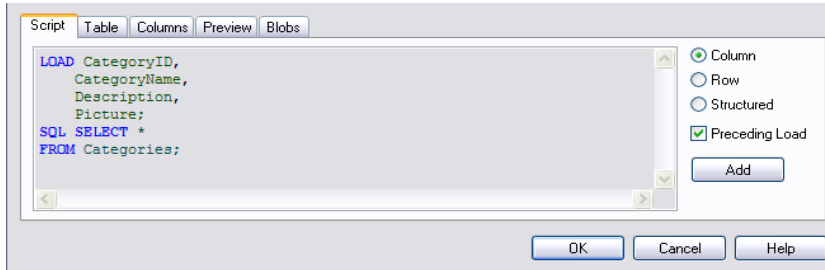 Script Table Columns Preview Blobs
LOAD CategoryID,
CategoryName,
Description,
Picture;
SQL SELECT *
FROM Categories;
Column
Row
Structured
Preceding Load
Add
OK Cancel Help